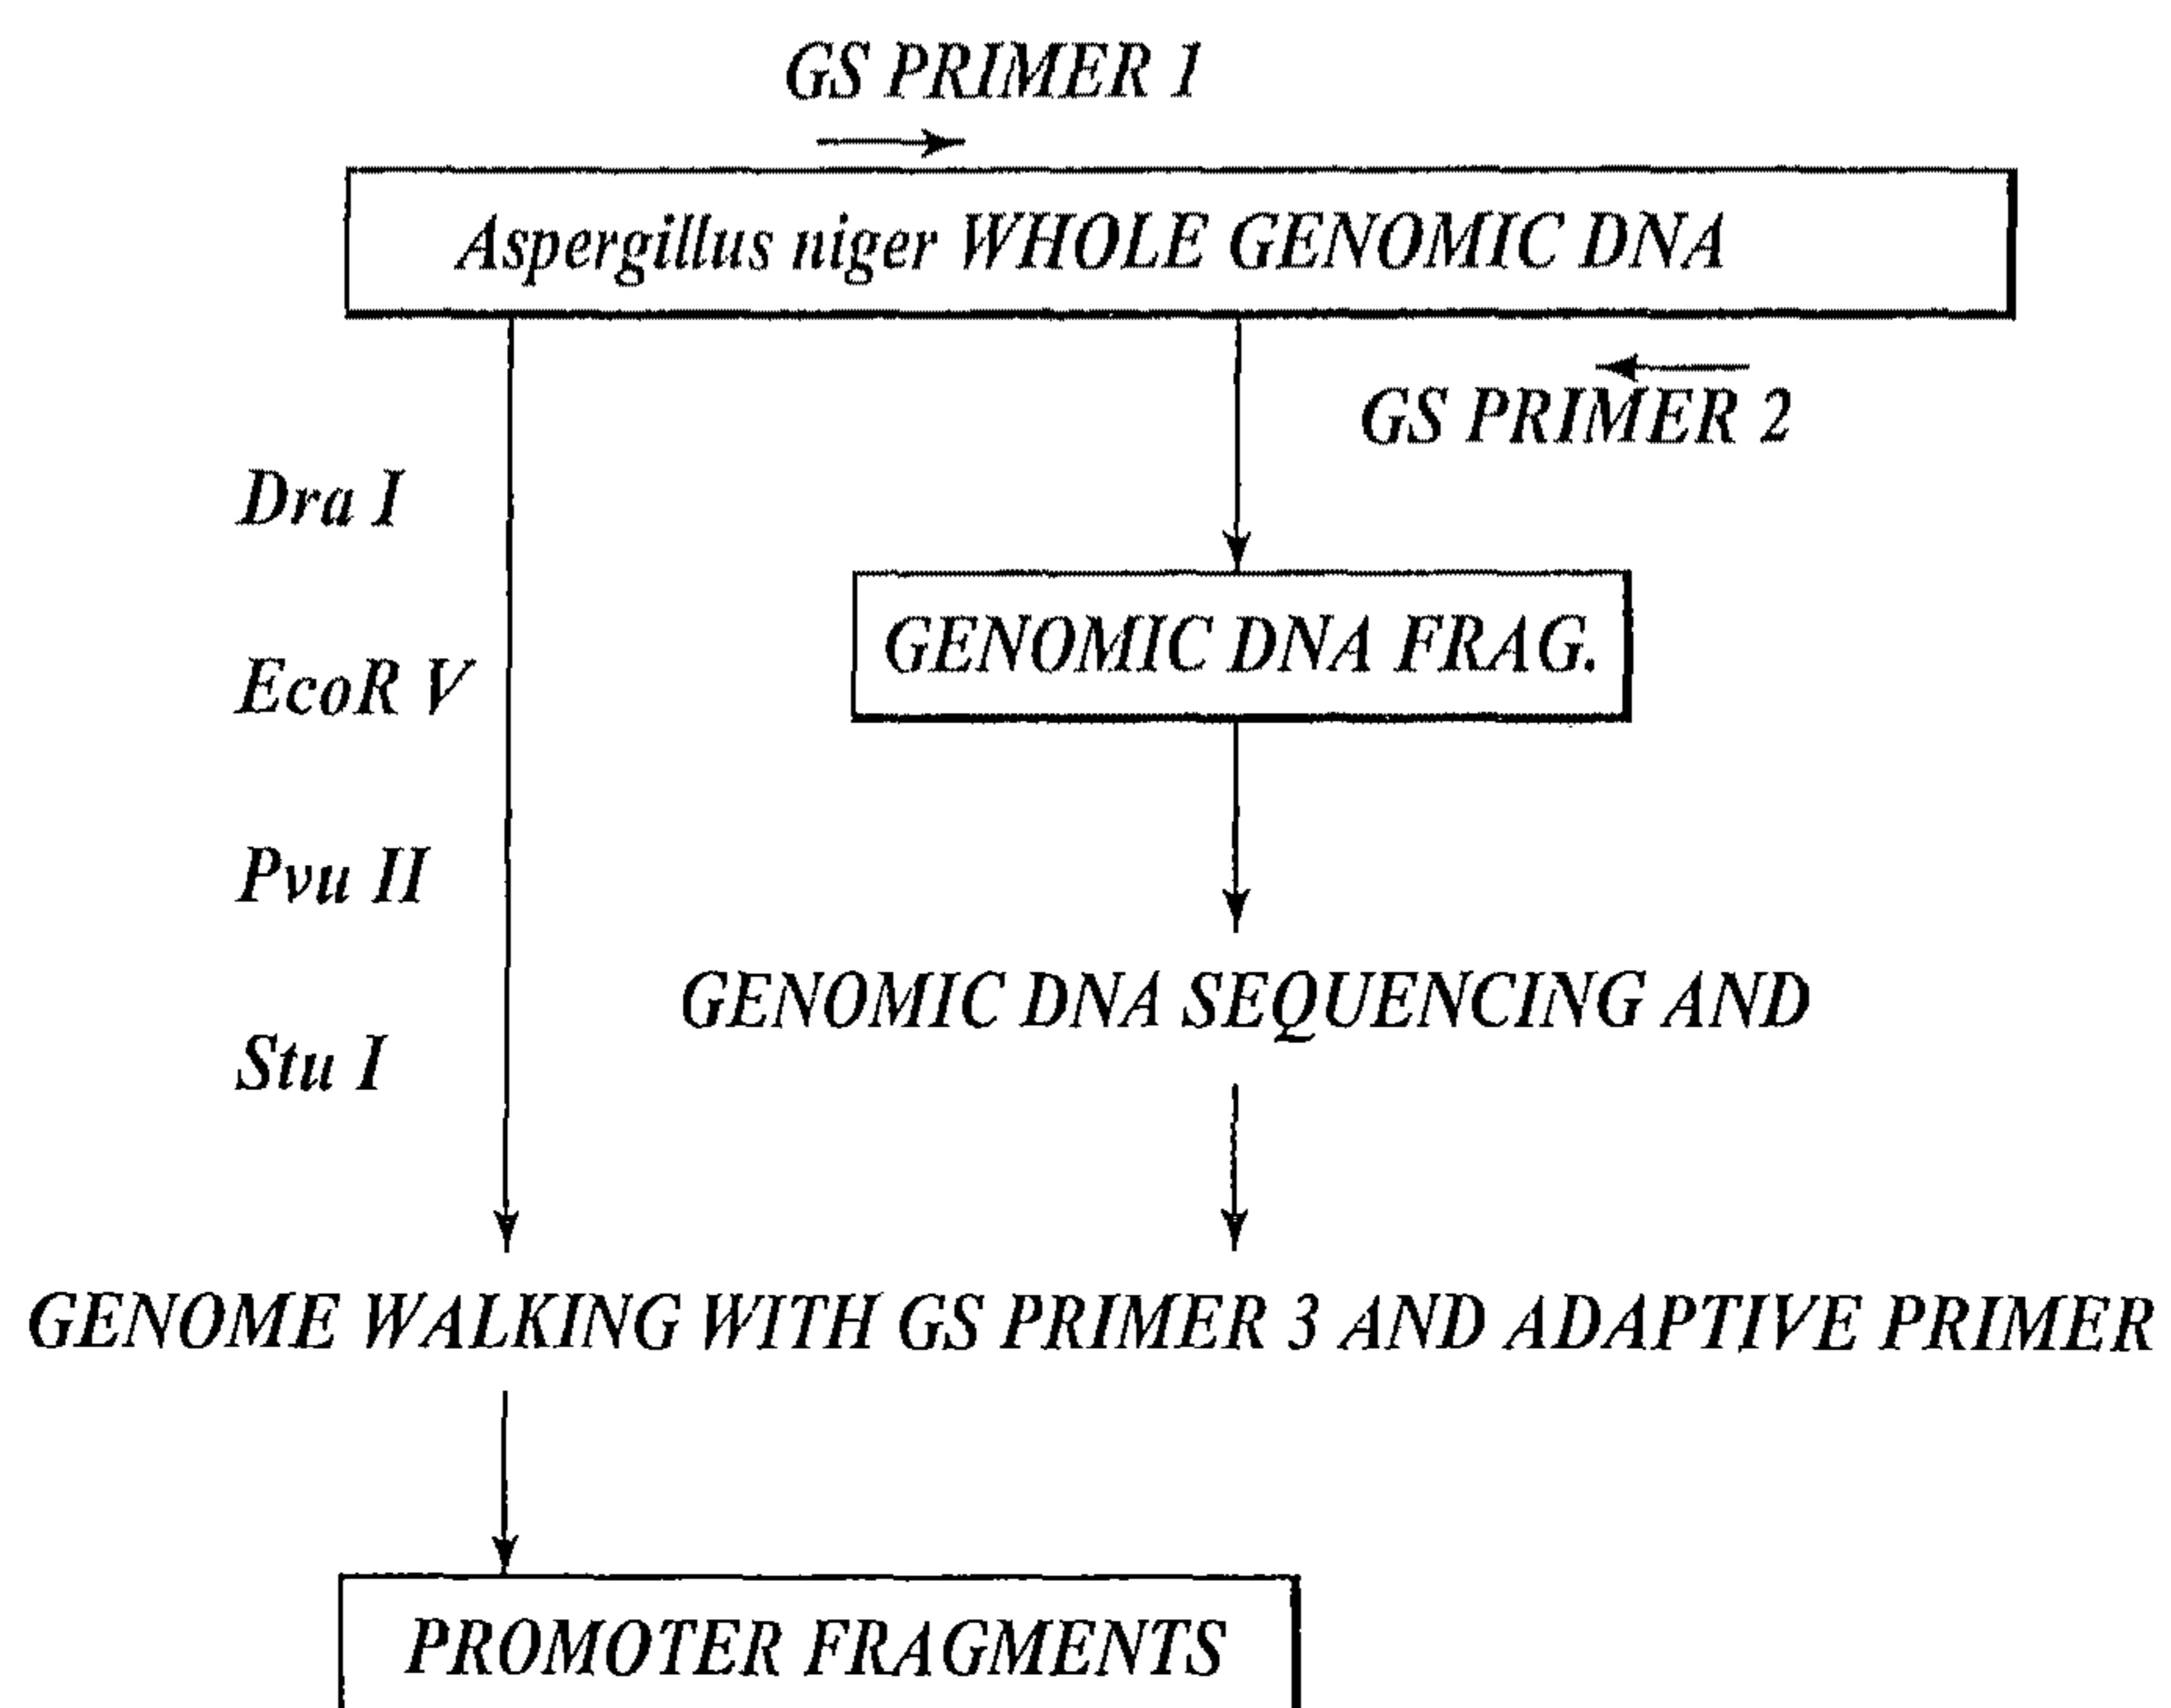 GS PRIMER 1
Aspergillus niger WHOLE GENOMIC DNA
GS PRIMER 2
Dra I
GENOMIC DNA FRAG.
EcoR V
Pvu II
GENOMIC DNA SEQUENCING AND
Stu I
GENOME WALKING WITH GS PRIMER 3 AND ADAPTIVE PRIMER
PROMOTER FRAGMENTS